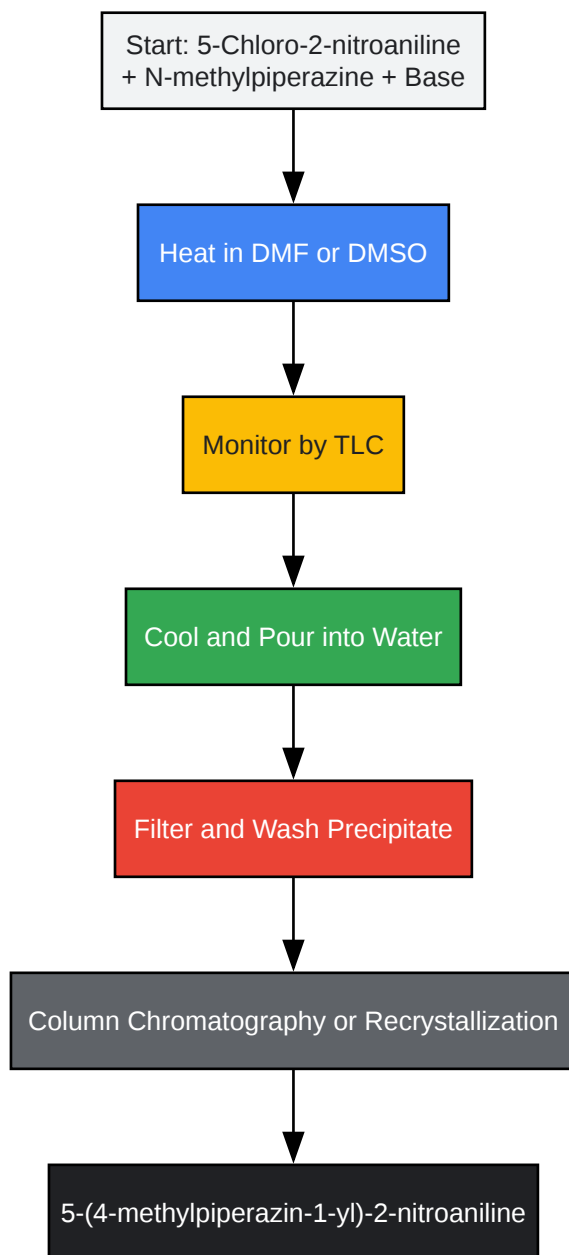 Start: 5-Chloro-2-nitroaniline
+ N-methylpiperazine + Base
Heat in DMF or DMSO
Monitor by TLC
Cool and Pour into Water
Filter and Wash Precipitate
Column Chromatography or Recrystallization
5-(4-methylpiperazin-1-yl)-2-nitroaniline